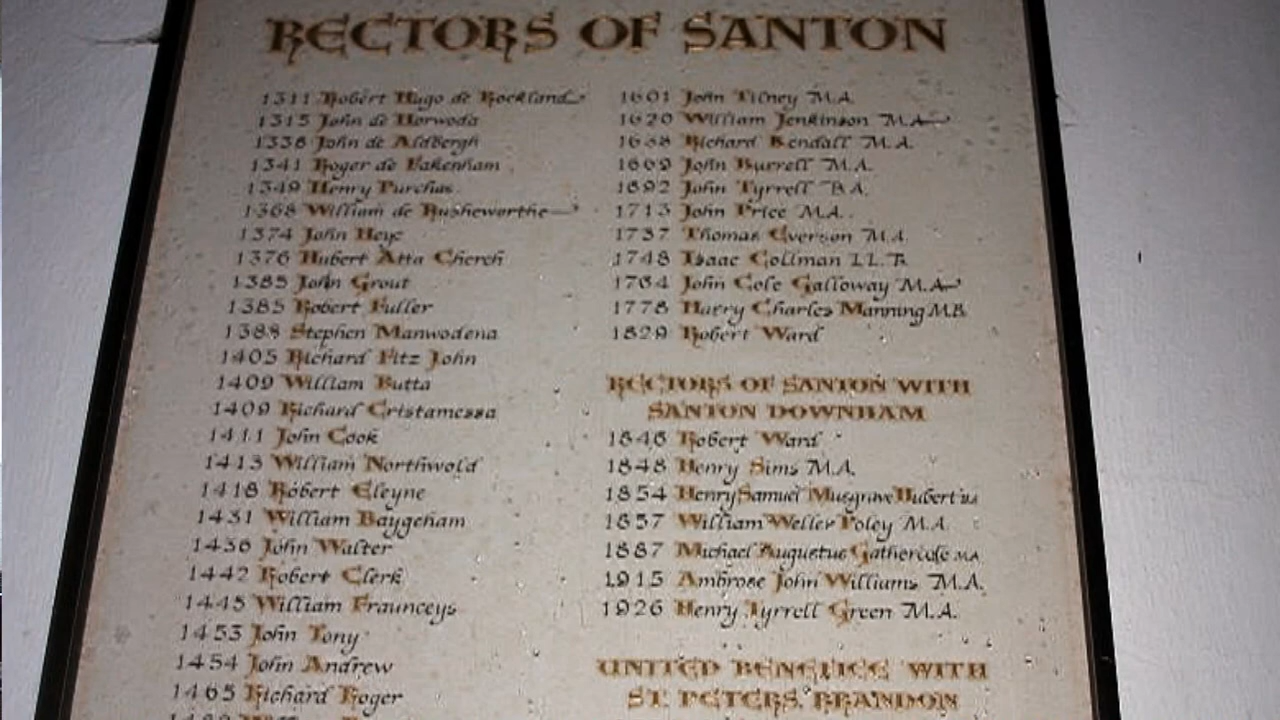 RECTORS OF SANTON
1311 Robert Hugo de Rockland
1315 John de Horwoda
1336 John de Aldbergh
1341 Roger de Fakenham
1349 Henry Purchas
1368 William de Rusheworthe
1374 John Heye
1376 Hubert Atta Cherch
1385 John Grout
1385 Robert Fuller
1388 Stephen Manwodena
1405 Richard Fitz John
1409 William Butta
1409 Richard Cristamessa
1411 John Cook
1413 William Northwold
1418 Robert Eleyne
1431 William Baygeham
1436 John Walter
1442 Robert Clerk
1445 William Fraunceys
1453 John Tony
1454 John Andrew
1465 Richard Roger
1601 John Tilney M.A.
1620 William Jenkinson M.A.
1638 Richard Kendall M.A.
1669 John Burrell M.A.
1692 John Tyrrell B.A.
1713 John Price M.A.
1737 Thomas Everson M.A.
1748 Isaac Collman LL.B.
1764 John Cole Galloway M.A.
1778 Harry Charles Manning M.B.
1829 Robert Ward
RECTORS OF SANTON WITH
SANTON DOWNHAM
1846 Robert Ward
1848 Henry Sims M.A.
1854 Henry Samuel Musgrave Hubert
1857 William Weller Poley M.A.
1887 Michael Augustus Gathercole M.A.
1915 Ambrose John Williams M.A.
1926 Henry Tyrrell Green M.A.
UNITED BENEFICE WITH
ST. PETERS, BRANDON